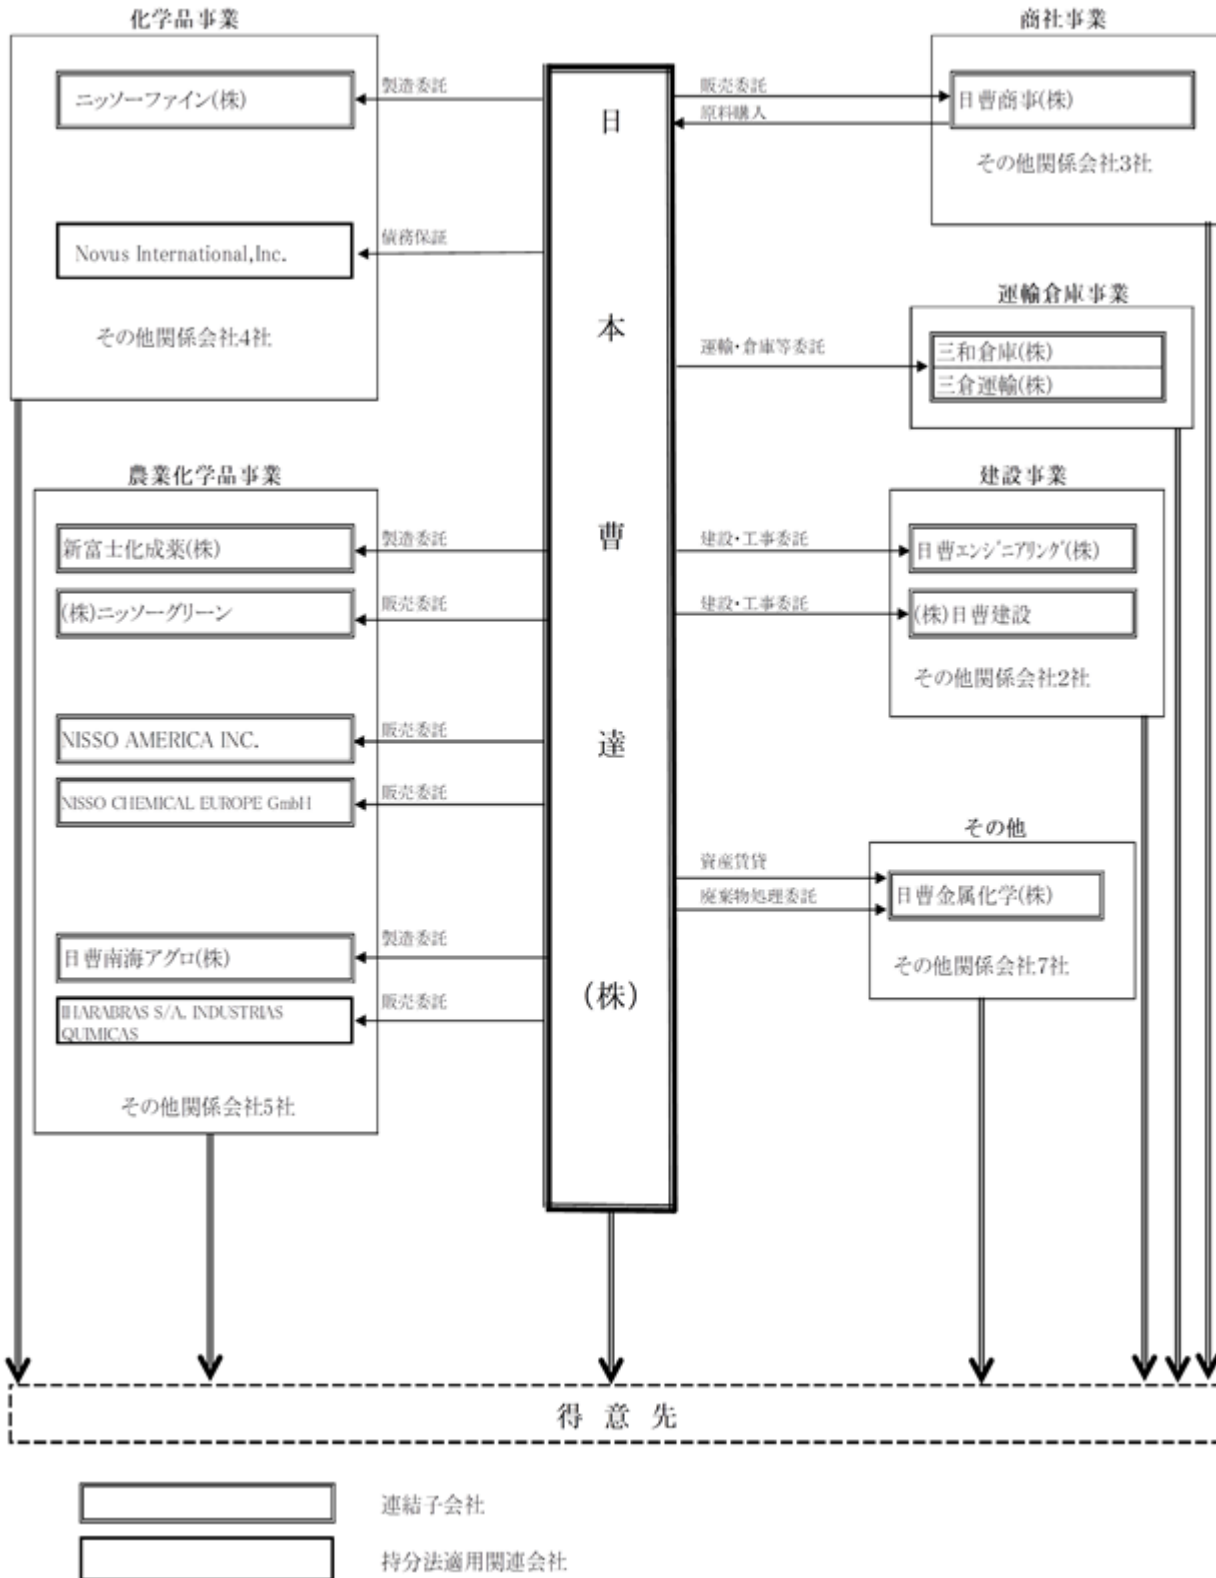 化学品事業
ニッソーファイン(株)
製造委託
Novus International,Inc.
債務保証
その他関係会社4社
農業化学品事業
新富士化成薬(株)
製造委託
(株)ニッソーグリーン
販売委託
NISSO AMERICA INC.
販売委託
NISSO CHEMICAL EUROPE GmbH
販売委託
日曹南海アグロ(株)
製造委託
IHARABRAS S/A. INDUSTRIAS
QUIMICAS
販売委託
その他関係会社5社
日
本
曹
達
(株)
商社事業
販売委託
日曹商事(株)
原料購入
その他関係会社3社
運輸倉庫事業
運輸・倉庫等委託
三和倉庫(株)
三倉運輸(株)
建設事業
建設・工事委託
日曹エンジニアリング(株)
建設・工事委託
(株)日曹建設
その他関係会社2社
その他
資産賃貸
廃棄物処理委託
日曹金属化学(株)
その他関係会社7社
得意先
連結子会社
持分法適用関連会社